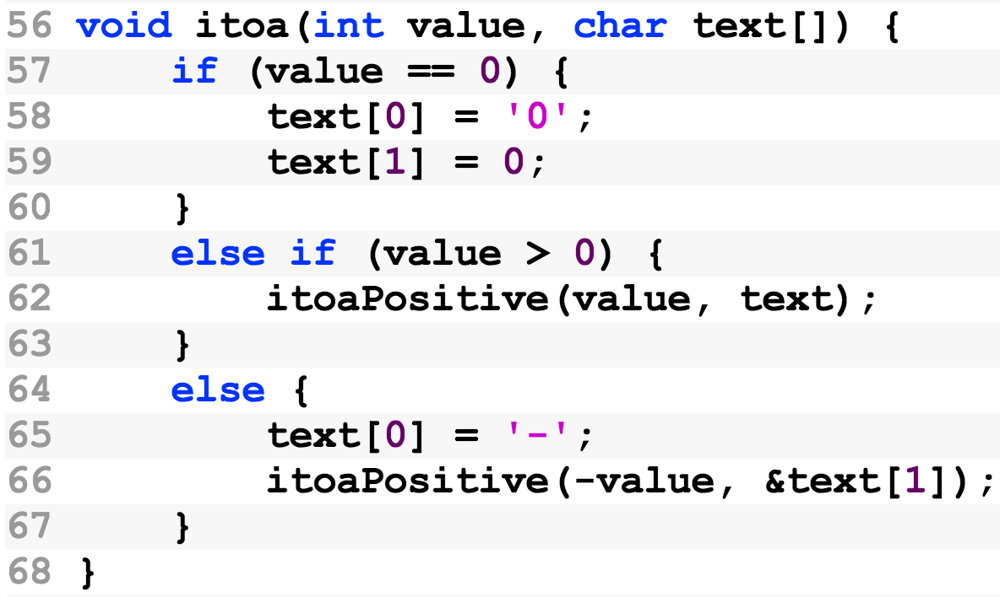 56 void itoa(int value, char text[]) {
57     if (value == 0) {
58         text[0] = '0';
59         text[1] = 0;
60     }
61     else if (value > 0) {
62         itoaPositive(value, text);
63     }
64     else {
65         text[0] = '-';
66         itoaPositive(-value, &text[1]);
67     }
68 }